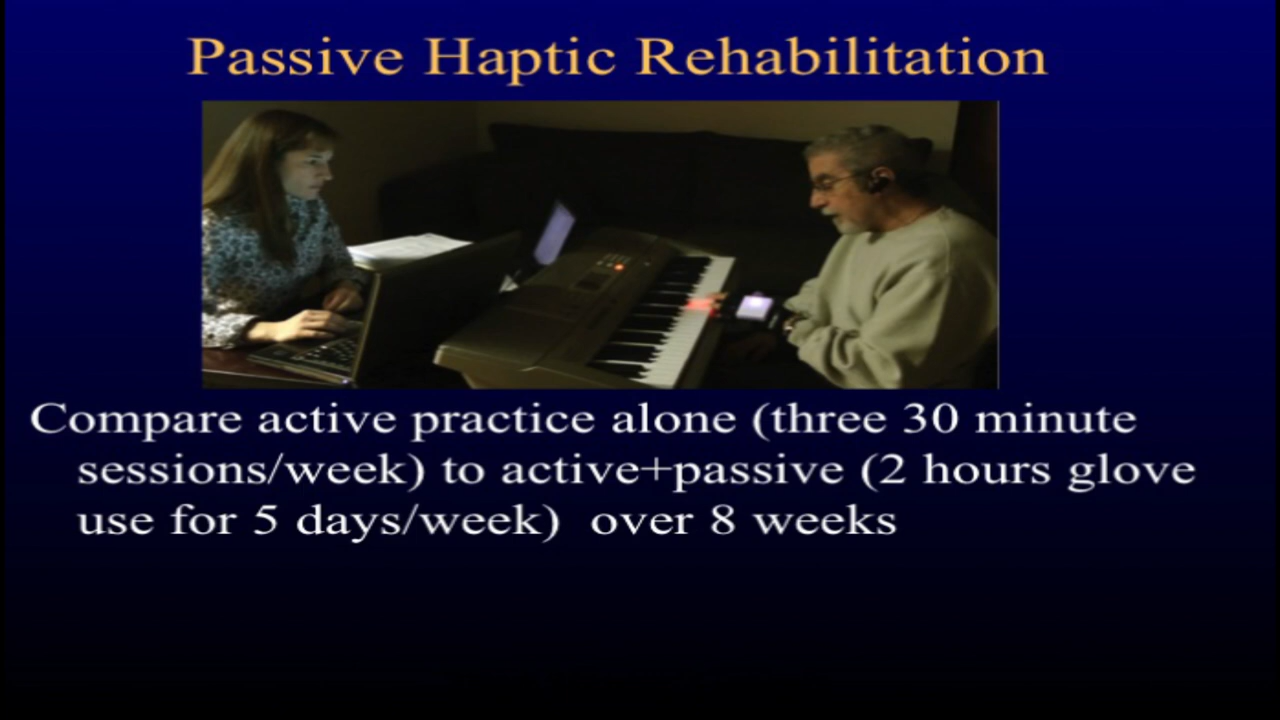 Passive Haptic Rehabilitation
Compare active practice alone (three 30 minute
sessions/week) to active+passive (2 hours glove
use for 5 days/week)  over 8 weeks